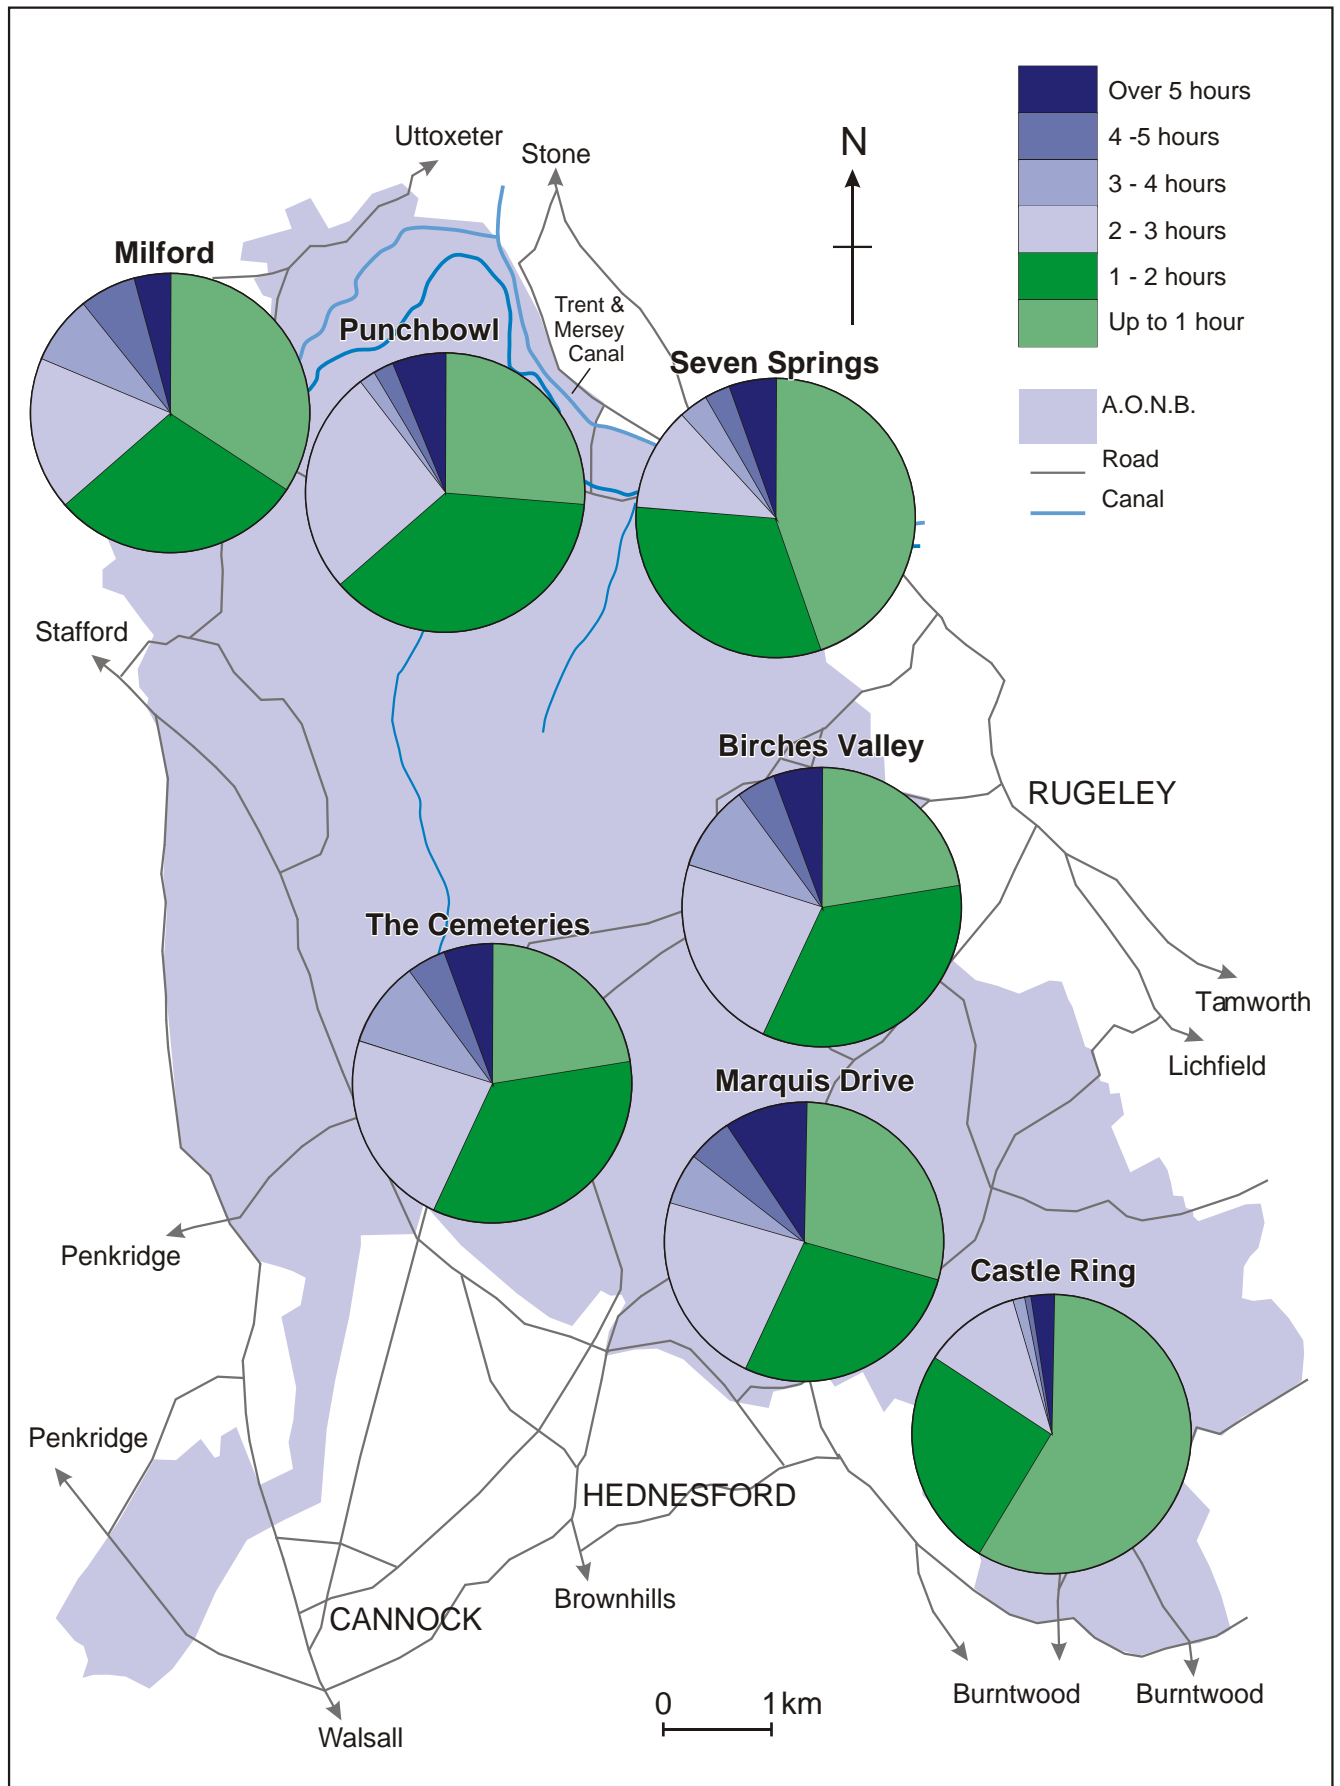 Over 5 hours
4 -5 hours
3 - 4 hours
2 - 3 hours
1 - 2 hours
Up to 1 hour
A.O.N.B.
Road
Canal
Uttoxeter
Stone
N
Milford
Trent &
Mersey
Canal
Punchbowl
Seven Springs
Stafford
Birches Valley
RUGELEY
The Cemeteries
Tamworth
Lichfield
Marquis Drive
Penkridge
Castle Ring
Penkridge
HEDNESFORD
Brownhills
CANNOCK
Burntwood
Burntwood
0 1 km
Walsall